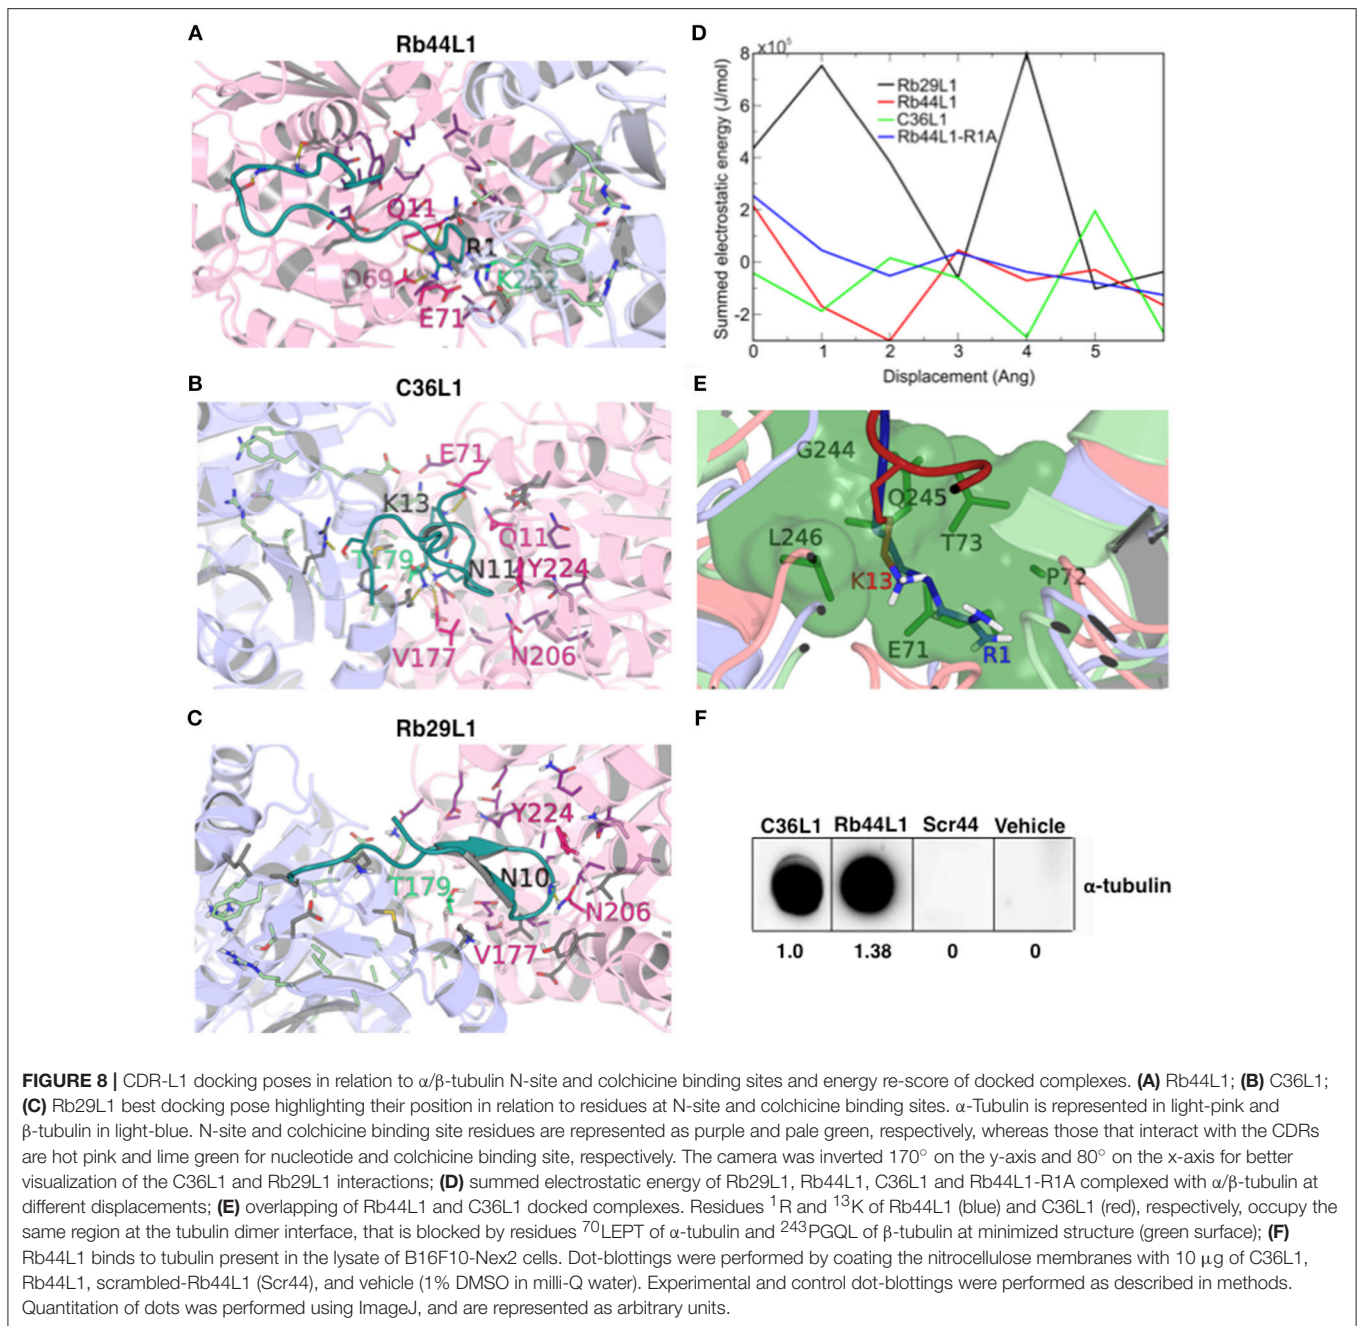 A
Rb44L1
Q11
R1
D69
K252
E71
B
C36L1
E71
K13
Q11
T179
N11
Y224
V177
N206
C
Rb29L1
Y224
T179
N10
N206
V177
D
x10⁵
8
6
4
2
0
-2
Summed electrostatic energy (J/mol)
Rb29L1
Rb44L1
C36L1
Rb44L1-R1A
0 1 2 3 4 5
Displacement (Ang)
E
G244
Q245
L246
T73
K13
P72
E71
R1
F
C36L1 Rb44L1 Scr44 Vehicle
α-tubulin
1.0 1.38 0 0
FIGURE 8 | CDR-L1 docking poses in relation to α/β-tubulin N-site and colchicine binding sites and energy re-score of docked complexes. (A) Rb44L1; (B) C36L1;
(C) Rb29L1 best docking pose highlighting their position in relation to residues at N-site and colchicine binding sites. α-Tubulin is represented in light-pink and
β-tubulin in light-blue. N-site and colchicine binding site residues are represented as purple and pale green, respectively, whereas those that interact with the CDRs
are hot pink and lime green for nucleotide and colchicine binding site, respectively. The camera was inverted 170° on the y-axis and 80° on the x-axis for better
visualization of the C36L1 and Rb29L1 interactions; (D) summed electrostatic energy of Rb29L1, Rb44L1, C36L1 and Rb44L1-R1A complexed with α/β-tubulin at
different displacements; (E) overlapping of Rb44L1 and C36L1 docked complexes. Residues ¹R and ¹³K of Rb44L1 (blue) and C36L1 (red), respectively, occupy the
same region at the tubulin dimer interface, that is blocked by residues ⁷⁰LEPT of α-tubulin and ²⁴³PGQL of β-tubulin at minimized structure (green surface); (F)
Rb44L1 binds to tubulin present in the lysate of B16F10-Nex2 cells. Dot-blottings were performed by coating the nitrocellulose membranes with 10 μg of C36L1,
Rb44L1, scrambled-Rb44L1 (Scr44), and vehicle (1% DMSO in milli-Q water). Experimental and control dot-blottings were performed as described in methods.
Quantitation of dots was performed using ImageJ, and are represented as arbitrary units.